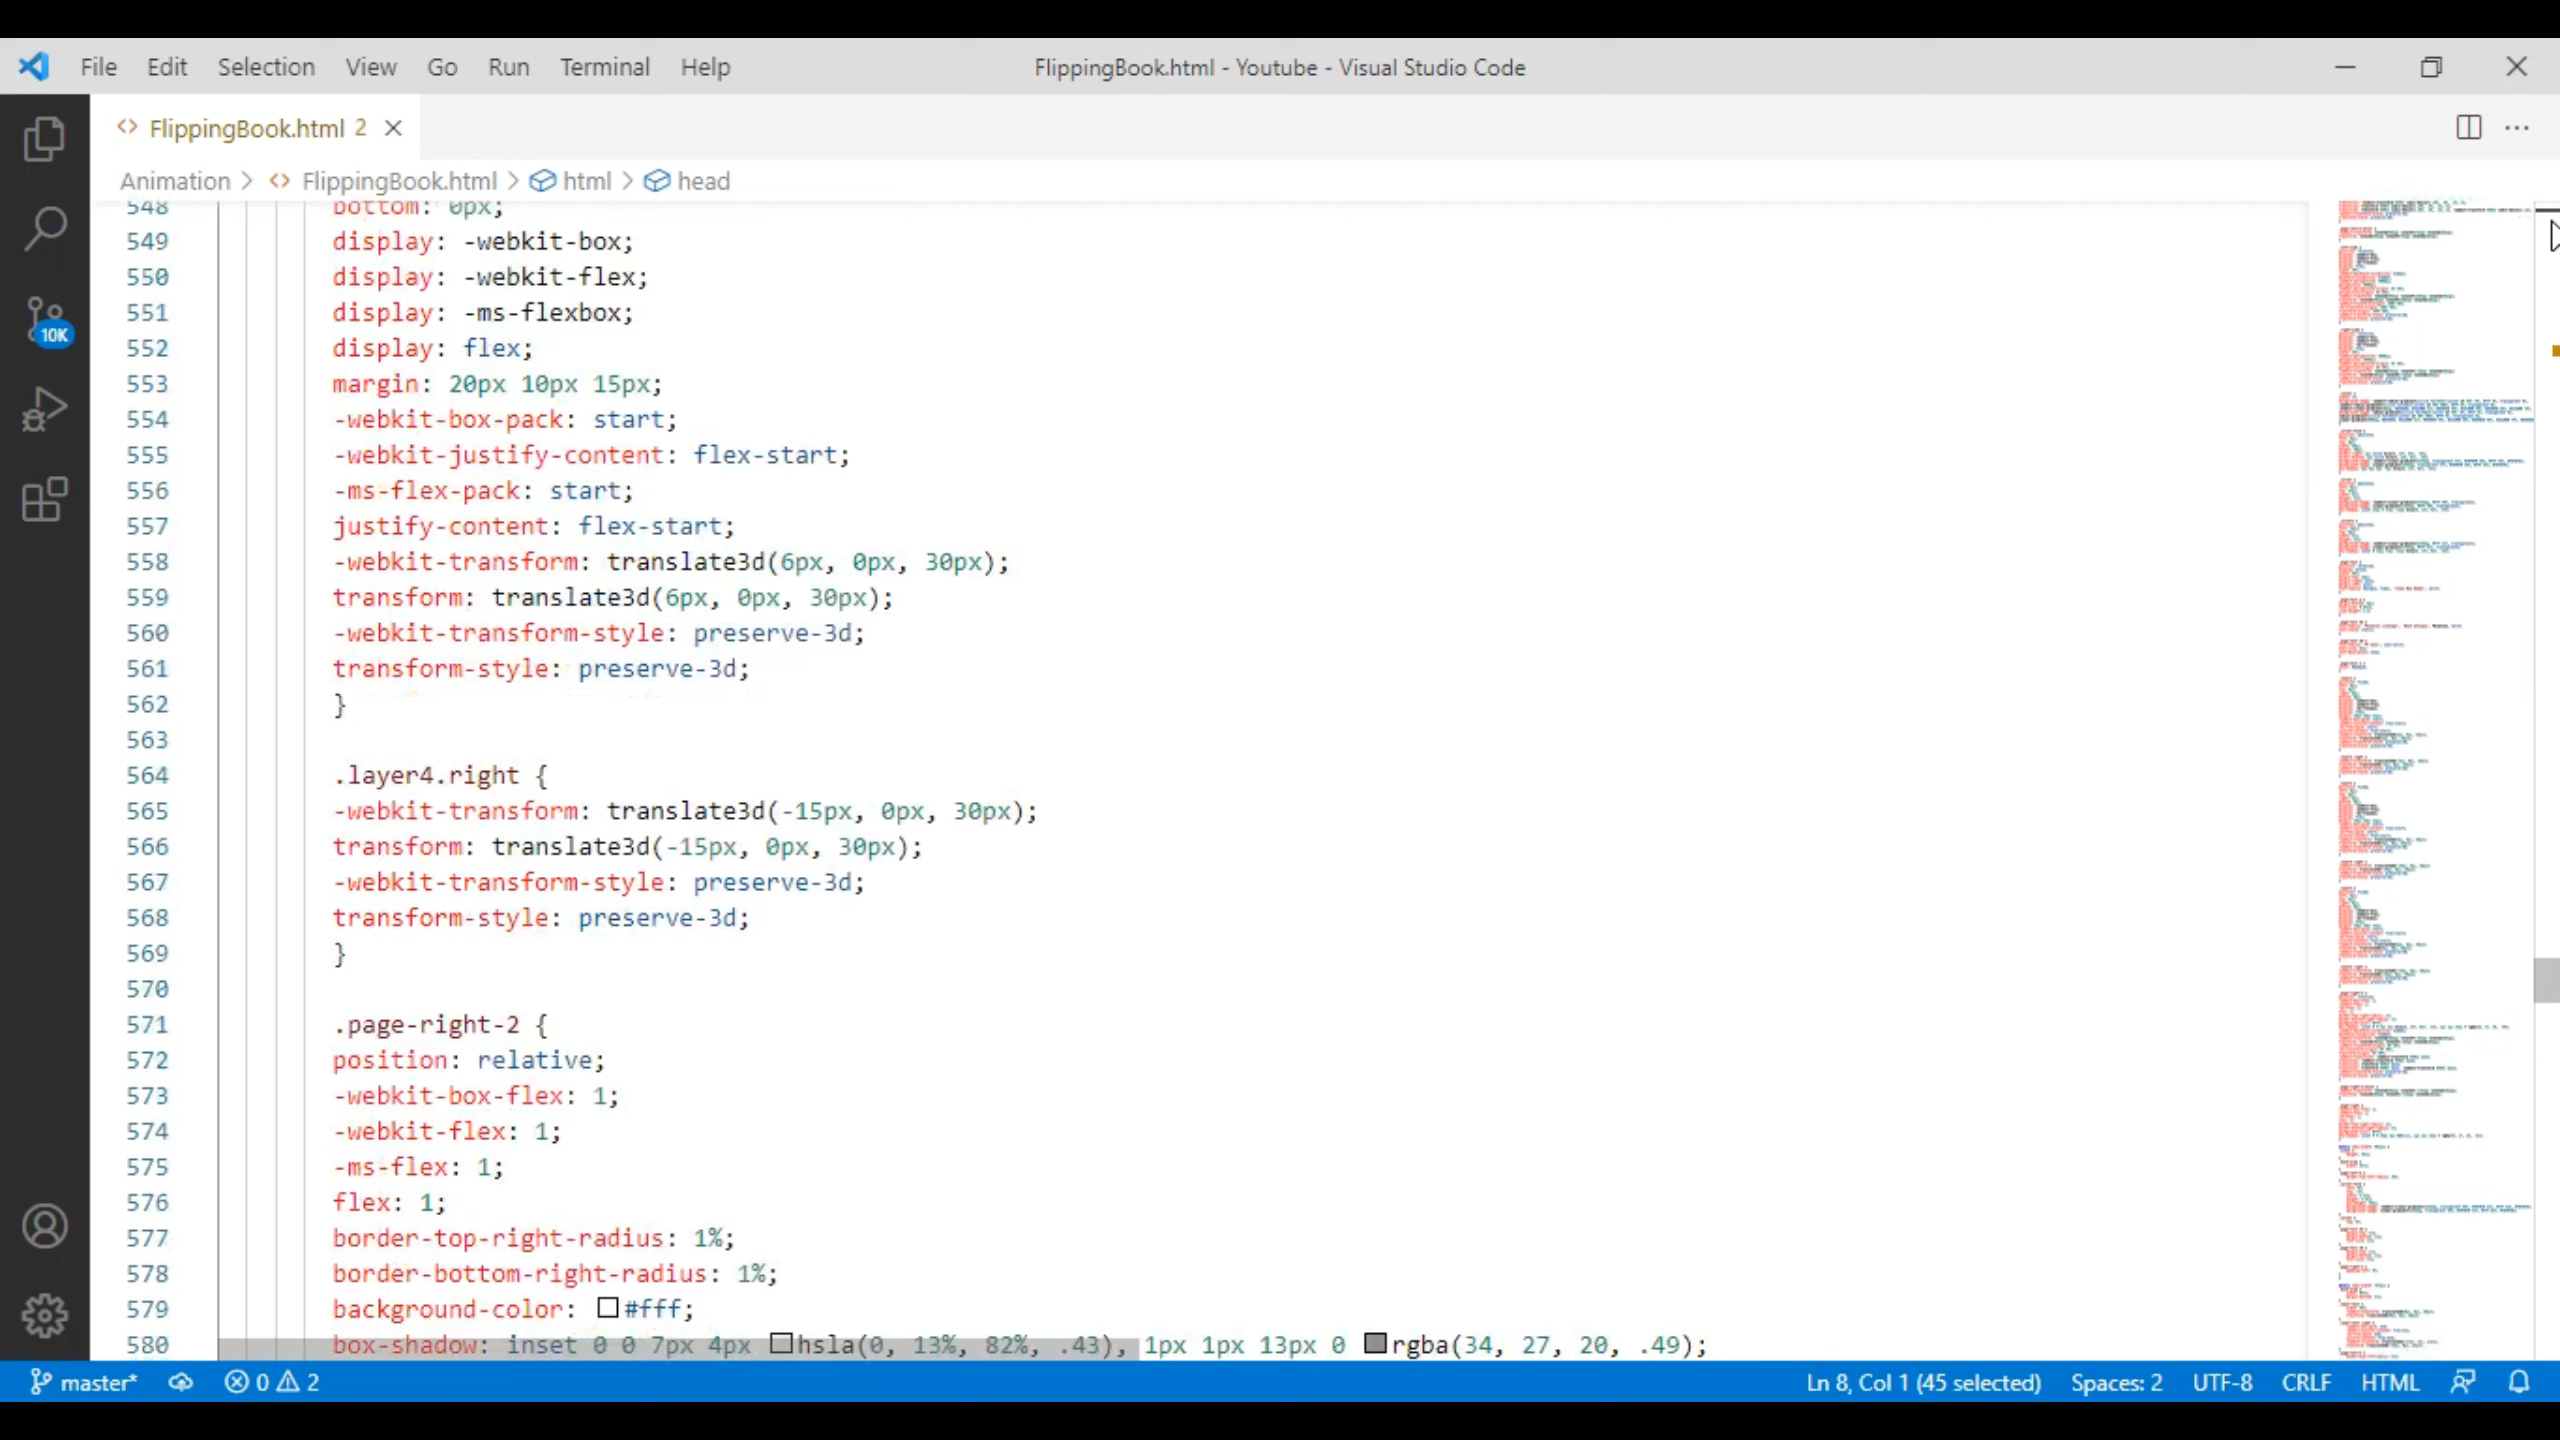 File Edit Selection View Go Run Terminal Help FlippingBook.html - Youtube - Visual Studio Code
FlippingBook.html 2
Animation > FlippingBook.html > html > head
548 bottom: 0px;
549 display: -webkit-box;
550 display: -webkit-flex;
551 display: -ms-flexbox;
552 display: flex;
553 margin: 20px 10px 15px;
554 -webkit-box-pack: start;
555 -webkit-justify-content: flex-start;
556 -ms-flex-pack: start;
557 justify-content: flex-start;
558 -webkit-transform: translate3d(6px, 0px, 30px);
559 transform: translate3d(6px, 0px, 30px);
560 -webkit-transform-style: preserve-3d;
561 transform-style: preserve-3d;
562 }
563
564 .layer4.right {
565 -webkit-transform: translate3d(-15px, 0px, 30px);
566 transform: translate3d(-15px, 0px, 30px);
567 -webkit-transform-style: preserve-3d;
568 transform-style: preserve-3d;
569 }
570
571 .page-right-2 {
572 position: relative;
573 -webkit-box-flex: 1;
574 -webkit-flex: 1;
575 -ms-flex: 1;
576 flex: 1;
577 border-top-right-radius: 1%;
578 border-bottom-right-radius: 1%;
579 background-color: #fff;
580 box-shadow: inset 0 0 7px 4px hsla(0, 13%, 82%, .43), 1px 1px 13px 0 rgba(34, 27, 20, .49);
10K
master* 0 2 Ln 8, Col 1 (45 selected) Spaces: 2 UTF-8 CRLF HTML